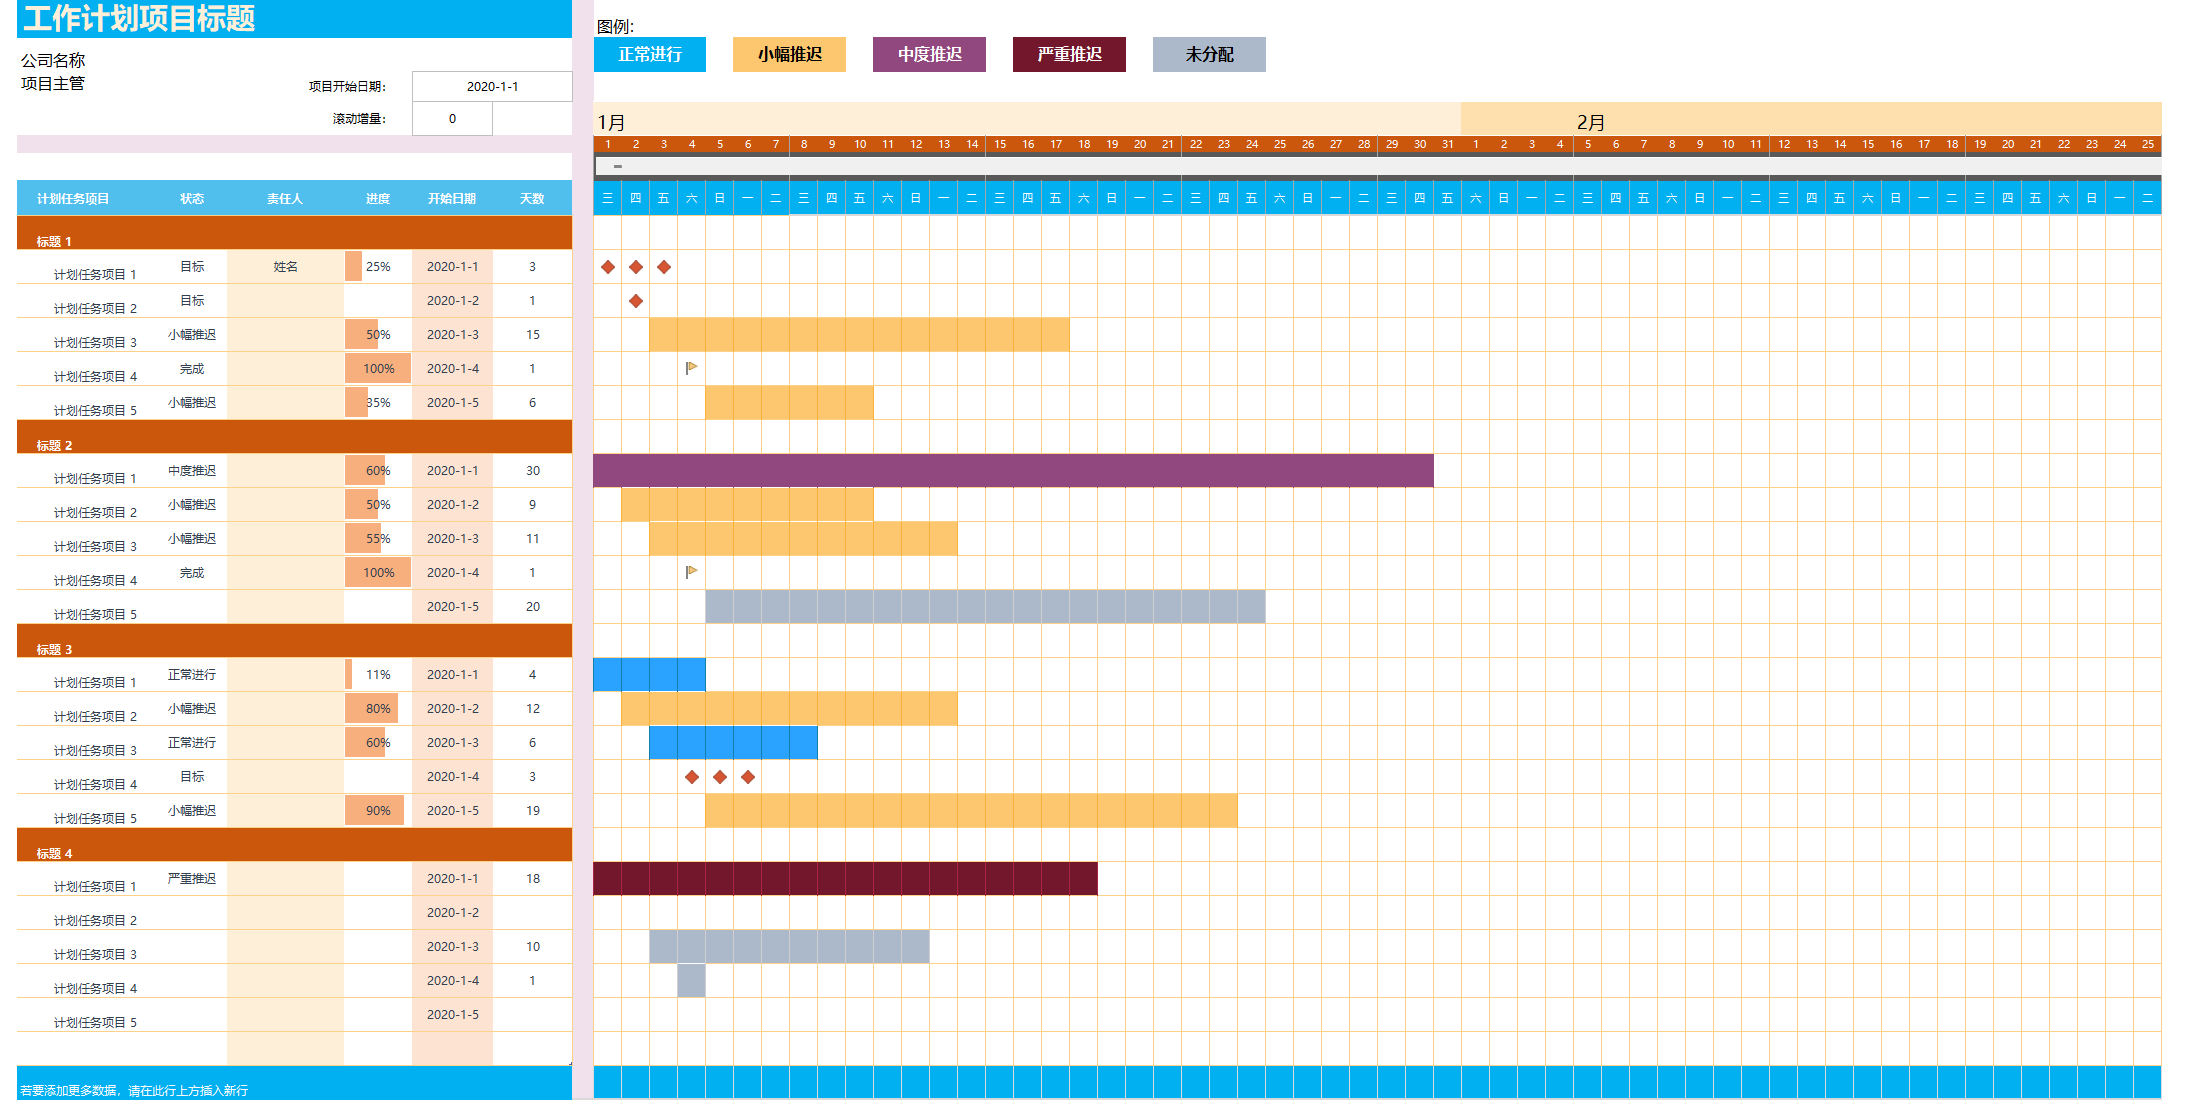 工作计划项目标题
公司名称
项目主管
项目开始日期： 2020-1-1
滚动增量： 0
图例:
正常进行 小幅推迟 中度推迟 严重推迟 未分配
1月 2月
1 2 3 4 5 6 7 8 9 10 11 12 13 14 15 16 17 18 19 20 21 22 23 24 25 26 27 28 29 30 31 1 2 3 4 5 6 7 8 9 10 11 12 13 14 15 16 17 18 19 20 21 22 23 24 25
计划任务项目 状态 责任人 进度 开始日期 天数
三 四 五 六 日 一 二 三 四 五 六 日 一 二 三 四 五 六 日 一 二 三 四 五 六 日 一 二 三 四 五 六 日 一 二 三 四 五 六 日 一 二 三 四 五 六 日 一 二 三 四 五 六 日 一 二
标题 1
计划任务项目 1 目标 姓名 25% 2020-1-1 3
计划任务项目 2 目标 2020-1-2 1
计划任务项目 3 小幅推迟 50% 2020-1-3 15
计划任务项目 4 完成 100% 2020-1-4 1
计划任务项目 5 小幅推迟 35% 2020-1-5 6
标题 2
计划任务项目 1 中度推迟 60% 2020-1-1 30
计划任务项目 2 小幅推迟 50% 2020-1-2 9
计划任务项目 3 小幅推迟 55% 2020-1-3 11
计划任务项目 4 完成 100% 2020-1-4 1
计划任务项目 5 2020-1-5 20
标题 3
计划任务项目 1 正常进行 11% 2020-1-1 4
计划任务项目 2 小幅推迟 80% 2020-1-2 12
计划任务项目 3 正常进行 60% 2020-1-3 6
计划任务项目 4 目标 2020-1-4 3
计划任务项目 5 小幅推迟 90% 2020-1-5 19
标题 4
计划任务项目 1 严重推迟 2020-1-1 18
计划任务项目 2 2020-1-2
计划任务项目 3 2020-1-3 10
计划任务项目 4 2020-1-4 1
计划任务项目 5 2020-1-5
若要添加更多数据，请在此行上方插入新行